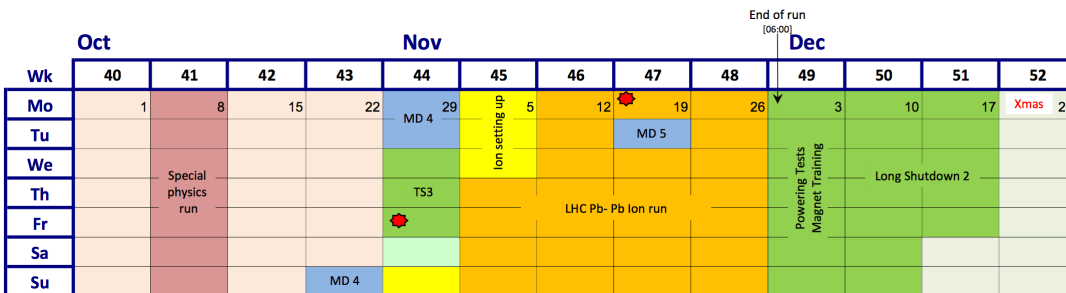 End of run
[06:00]
Oct Nov Dec
Wk 40 41 42 43 44 45 46 47 48 49 50 51 52
Mo 1 8 15 22 29 5 12 19 26 3 10 17 Xmas 2
MD 4
Ion setting up
Tu MD 5
We
Special
physics
run
Powering Tests
Magnet Training
Long Shutdown 2
Th TS3
LHC Pb- Pb Ion run
Fr
Sa
Su MD 4